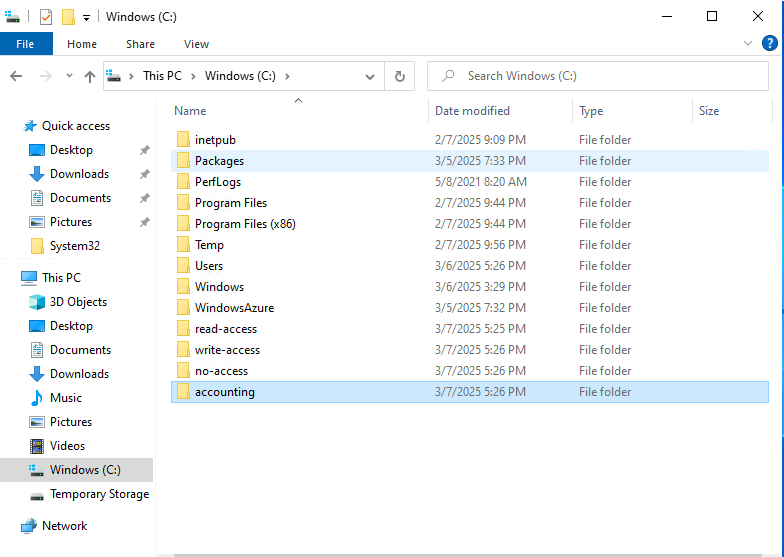 Windows (C:)
File Home Share View
This PC Windows (C:) Search Windows (C:)
Name Date modified Type Size
Quick access
Desktop
Downloads
Documents
Pictures
System32
This PC
3D Objects
Desktop
Documents
Downloads
Music
Pictures
Videos
Windows (C:)
Temporary Storage
Network
inetpub 2/7/2025 9:09 PM File folder
Packages 3/5/2025 7:33 PM File folder
PerfLogs 5/8/2021 8:20 AM File folder
Program Files 2/7/2025 9:44 PM File folder
Program Files (x86) 2/7/2025 9:44 PM File folder
Temp 2/7/2025 9:56 PM File folder
Users 3/6/2025 5:26 PM File folder
Windows 3/6/2025 3:29 PM File folder
WindowsAzure 3/5/2025 7:32 PM File folder
read-access 3/7/2025 5:25 PM File folder
write-access 3/7/2025 5:26 PM File folder
no-access 3/7/2025 5:26 PM File folder
accounting 3/7/2025 5:26 PM File folder